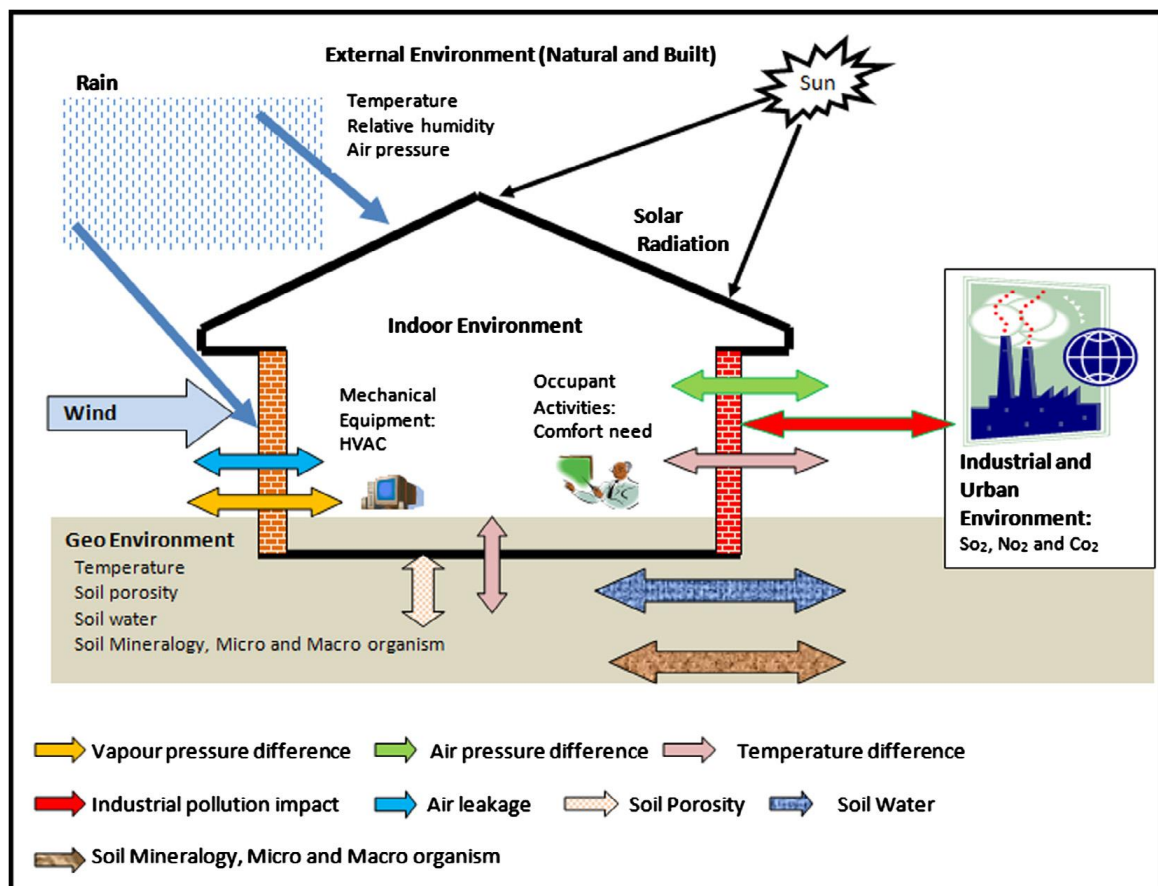 External Environment (Natural and Built)
Rain
Temperature
Relative humidity
Air pressure
Sun
Solar
Radiation
Indoor Environment
Wind
Mechanical
Equipment:
HVAC
Occupant
Activities:
Comfort need
Industrial and
Urban
Environment:
So₂, No₂ and Co₂
Geo Environment
Temperature
Soil porosity
Soil water
Soil Mineralogy, Micro and Macro organism
Vapour pressure difference
Air pressure difference
Temperature difference
Industrial pollution impact
Air leakage
Soil Porosity
Soil Water
Soil Mineralogy, Micro and Macro organism